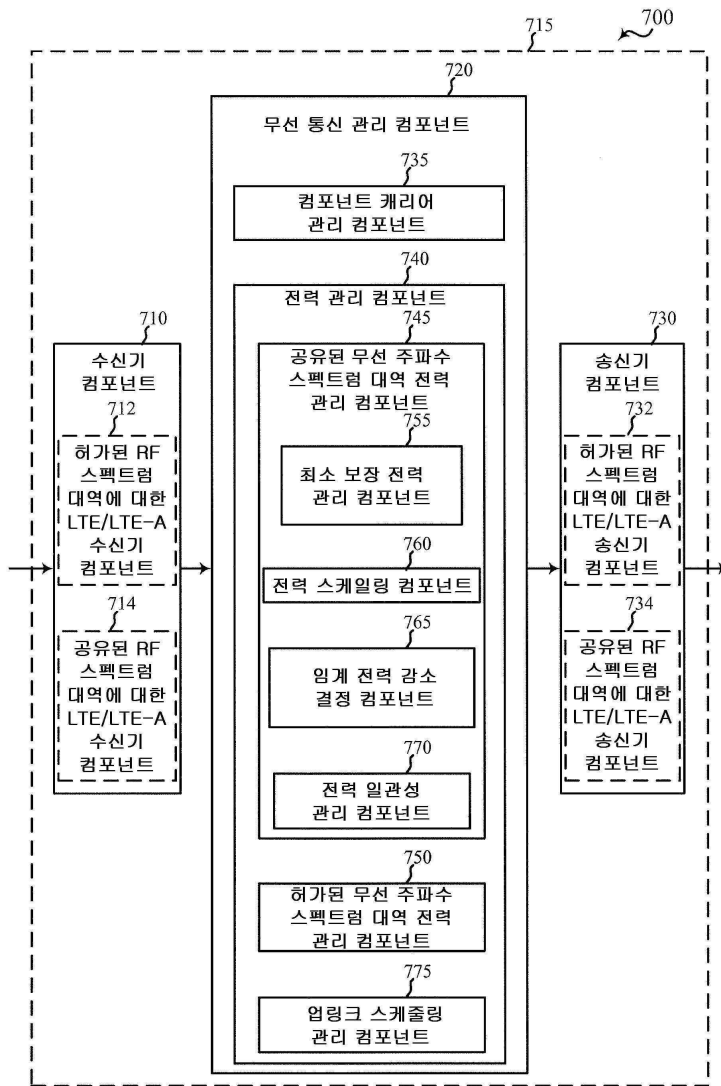 700
715
720
무선 통신 관리 컴포넌트
735
컴포넌트 캐리어
관리 컴포넌트
740
전력 관리 컴포넌트
710
수신기
컴포넌트
712
허가된 RF
스펙트럼
대역에 대한
LTE/LTE-A
수신기
컴포넌트
714
공유된 RF
스펙트럼
대역에 대한
LTE/LTE-A
수신기
컴포넌트
745
공유된 무선 주파수
스펙트럼 대역 전력
관리 컴포넌트
755
최소 보장 전력
관리 컴포넌트
760
전력 스케일링 컴포넌트
765
임계 전력 감소
결정 컴포넌트
770
전력 일관성
관리 컴포넌트
750
허가된 무선 주파수
스펙트럼 대역 전력
관리 컴포넌트
775
업링크 스케줄링
관리 컴포넌트
730
송신기
컴포넌트
732
허가된 RF
스펙트럼
대역에 대한
LTE/LTE-A
송신기
컴포넌트
734
공유된 RF
스펙트럼
대역에 대한
LTE/LTE-A
송신기
컴포넌트